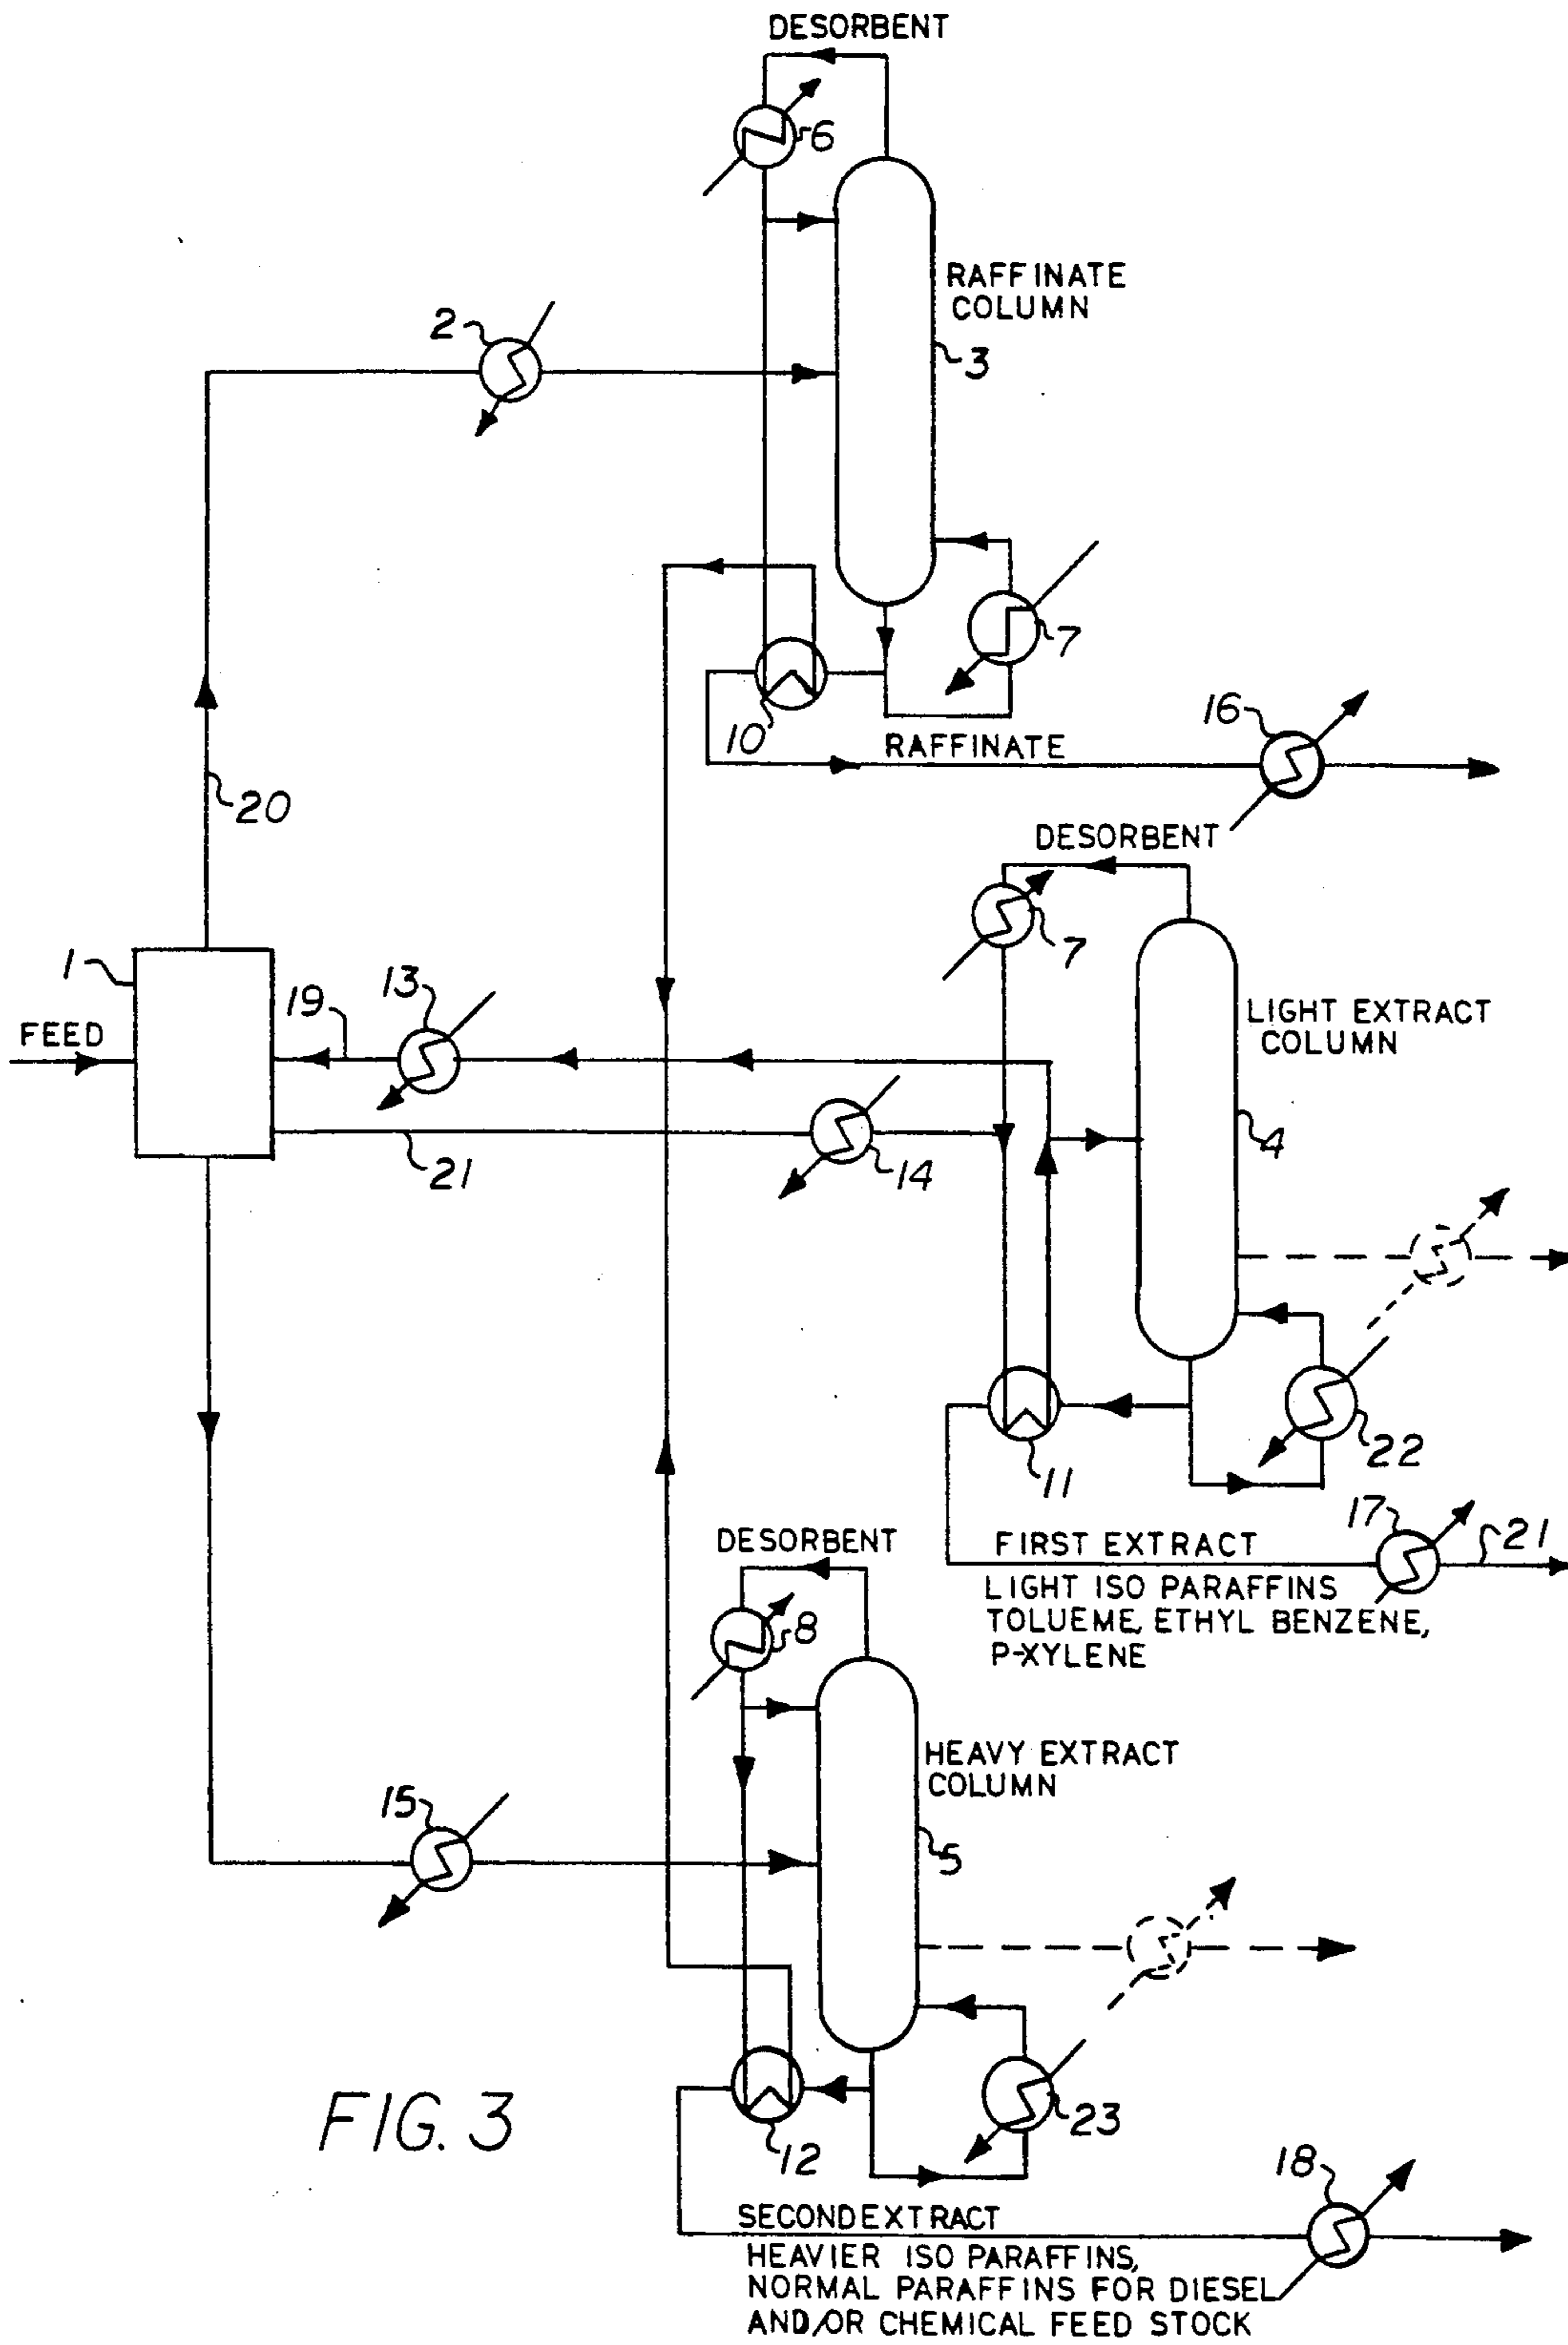 DESORBENT
6
RAFFINATE
COLUMN
2
3
7
10
16
RAFFINATE
20
DESORBENT
7
1
13
19
LIGHT EXTRACT
COLUMN
FEED
4
14
21
22
11
17
DESORBENT
FIRST EXTRACT
21
LIGHT ISO PARAFFINS
TOLUEME, ETHYL BENZENE,
P-XYLENE
8
HEAVY EXTRACT
COLUMN
15
5
FIG. 3
23
12
18
SECOND EXTRACT
HEAVIER ISO PARAFFINS,
NORMAL PARAFFINS FOR DIESEL
AND/OR CHEMICAL FEED STOCK